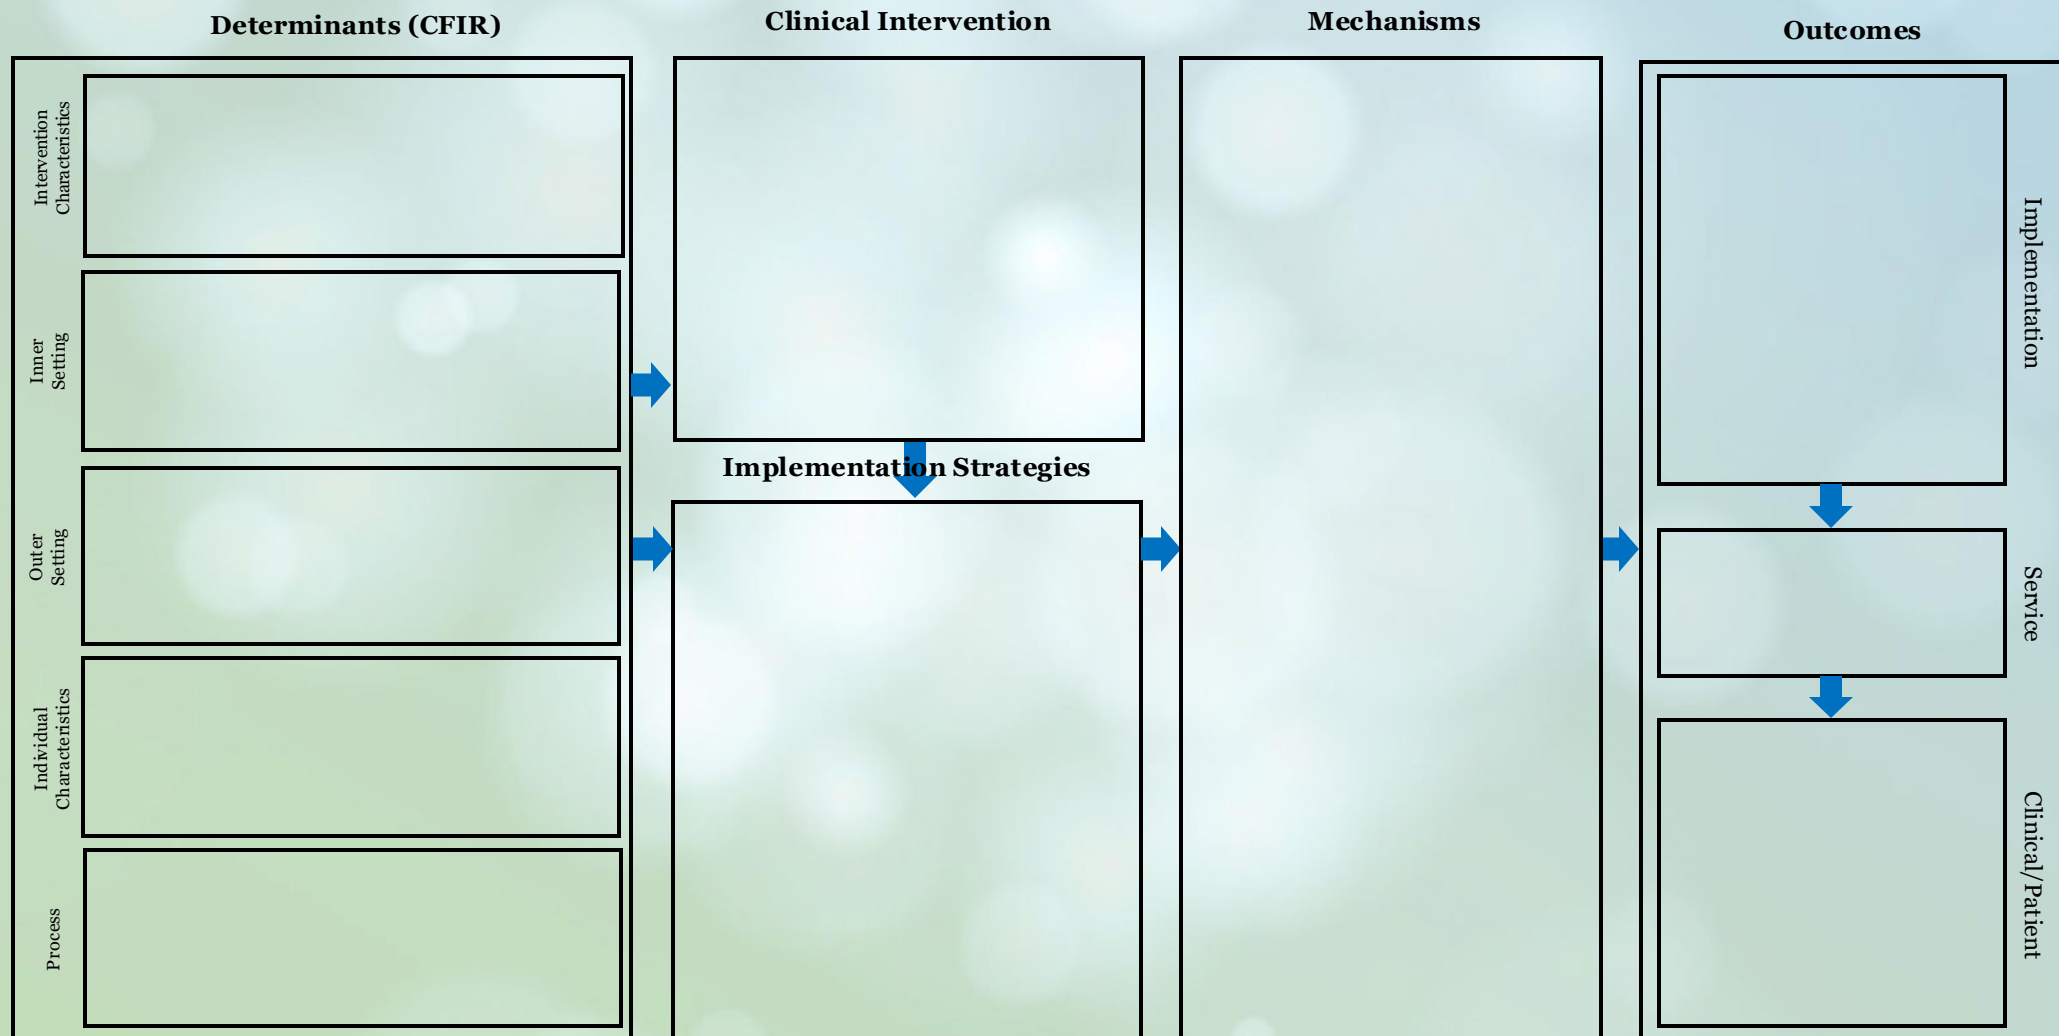 Determinants (CFIR)
Clinical Intervention
Mechanisms
Outcomes
Intervention
Characteristics
Inner
Setting
Outer
Setting
Individual
Characteristics
Process
Implementation Strategies
Implementation
Service
Clinical/Patient